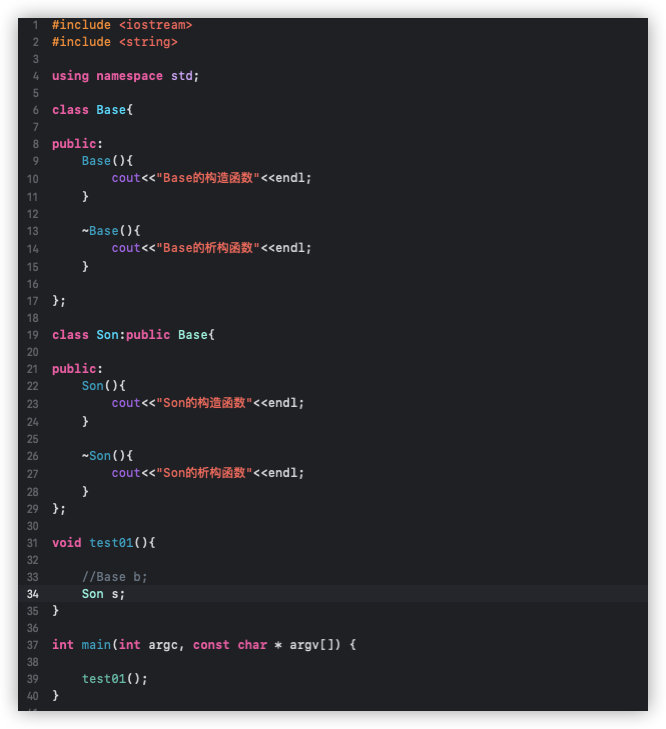 1 #include <iostream>
2 #include <string>
3
4 using namespace std;
5
6 class Base{
7
8 public:
9     Base(){
10         cout<<"Base的构造函数"<<endl;
11     }
12
13     ~Base(){
14         cout<<"Base的析构函数"<<endl;
15     }
16
17 };
18
19 class Son:public Base{
20
21 public:
22     Son(){
23         cout<<"Son的构造函数"<<endl;
24     }
25
26     ~Son(){
27         cout<<"Son的析构函数"<<endl;
28     }
29 };
30
31 void test01(){
32
33     //Base b;
34     Son s;
35 }
36
37 int main(int argc, const char * argv[]) {
38
39     test01();
40 }